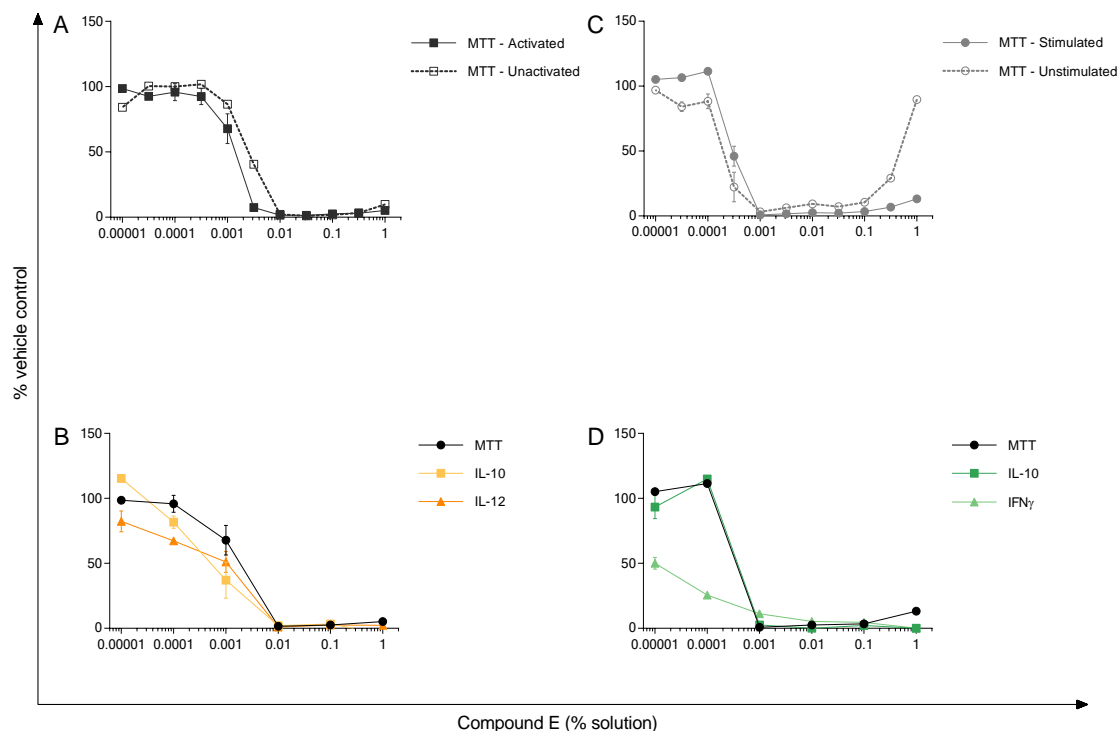 A
150
100
50
0
0.00001 0.0001 0.001 0.01 0.1 1
MTT - Activated
MTT - Unactivated
C
150
100
50
0
0.00001 0.0001 0.001 0.01 0.1 1
MTT - Stimulated
MTT - Unstimulated
% vehicle control
B
150
100
50
0
0.00001 0.0001 0.001 0.01 0.1 1
MTT
IL-10
IL-12
D
150
100
50
0
0.00001 0.0001 0.001 0.01 0.1 1
MTT
IL-10
IFNγ
Compound E (% solution)